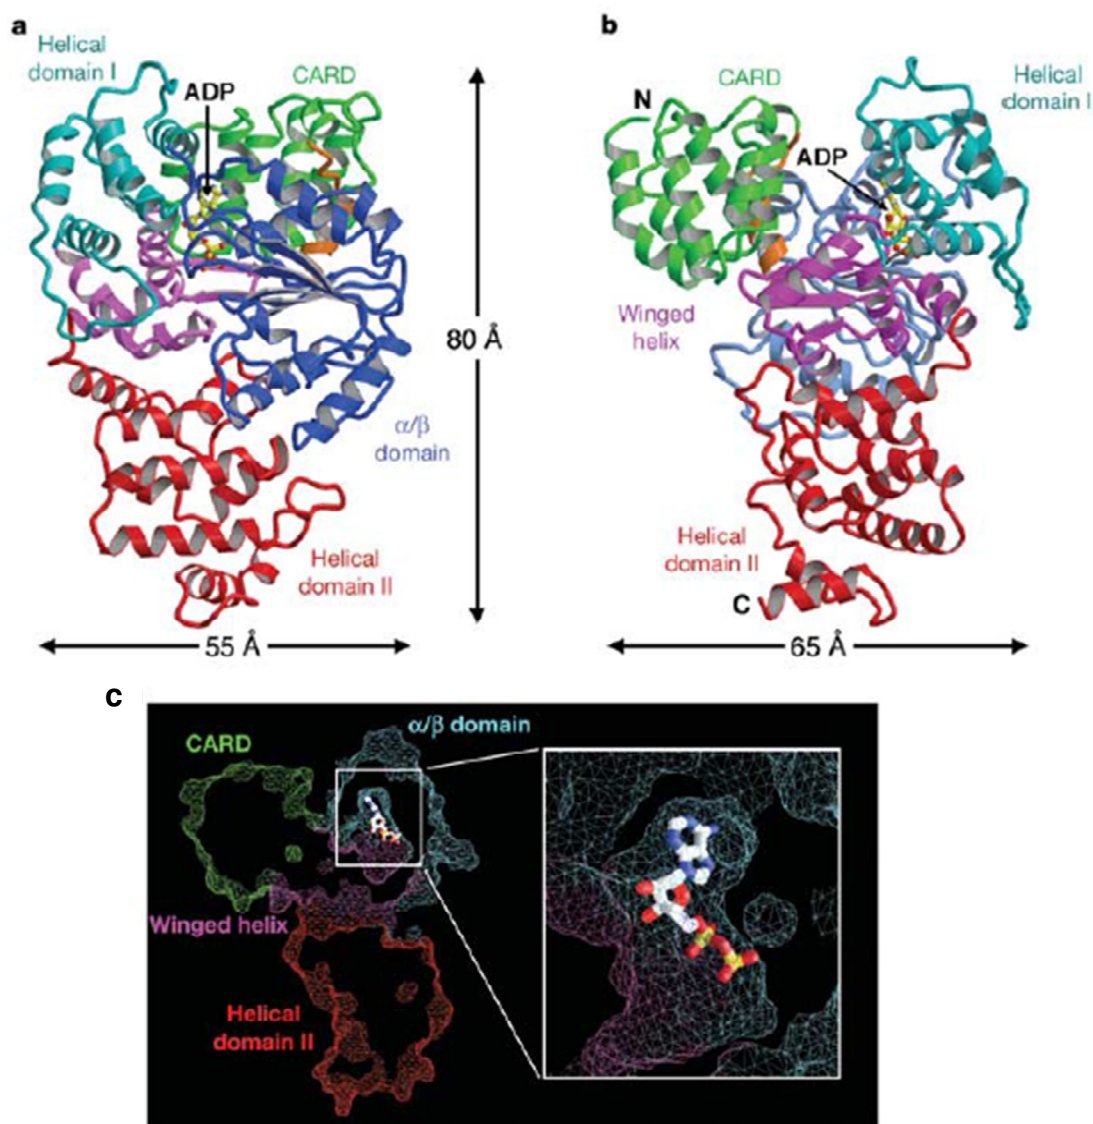 a
Helical
domain I
ADP
CARD
80 Å
α/β
domain
Helical
domain II
55 Å
b
N
CARD
Helical
domain I
ADP
Winged
helix
Helical
domain II
C
65 Å
c
α/β domain
CARD
Winged helix
Helical
domain II